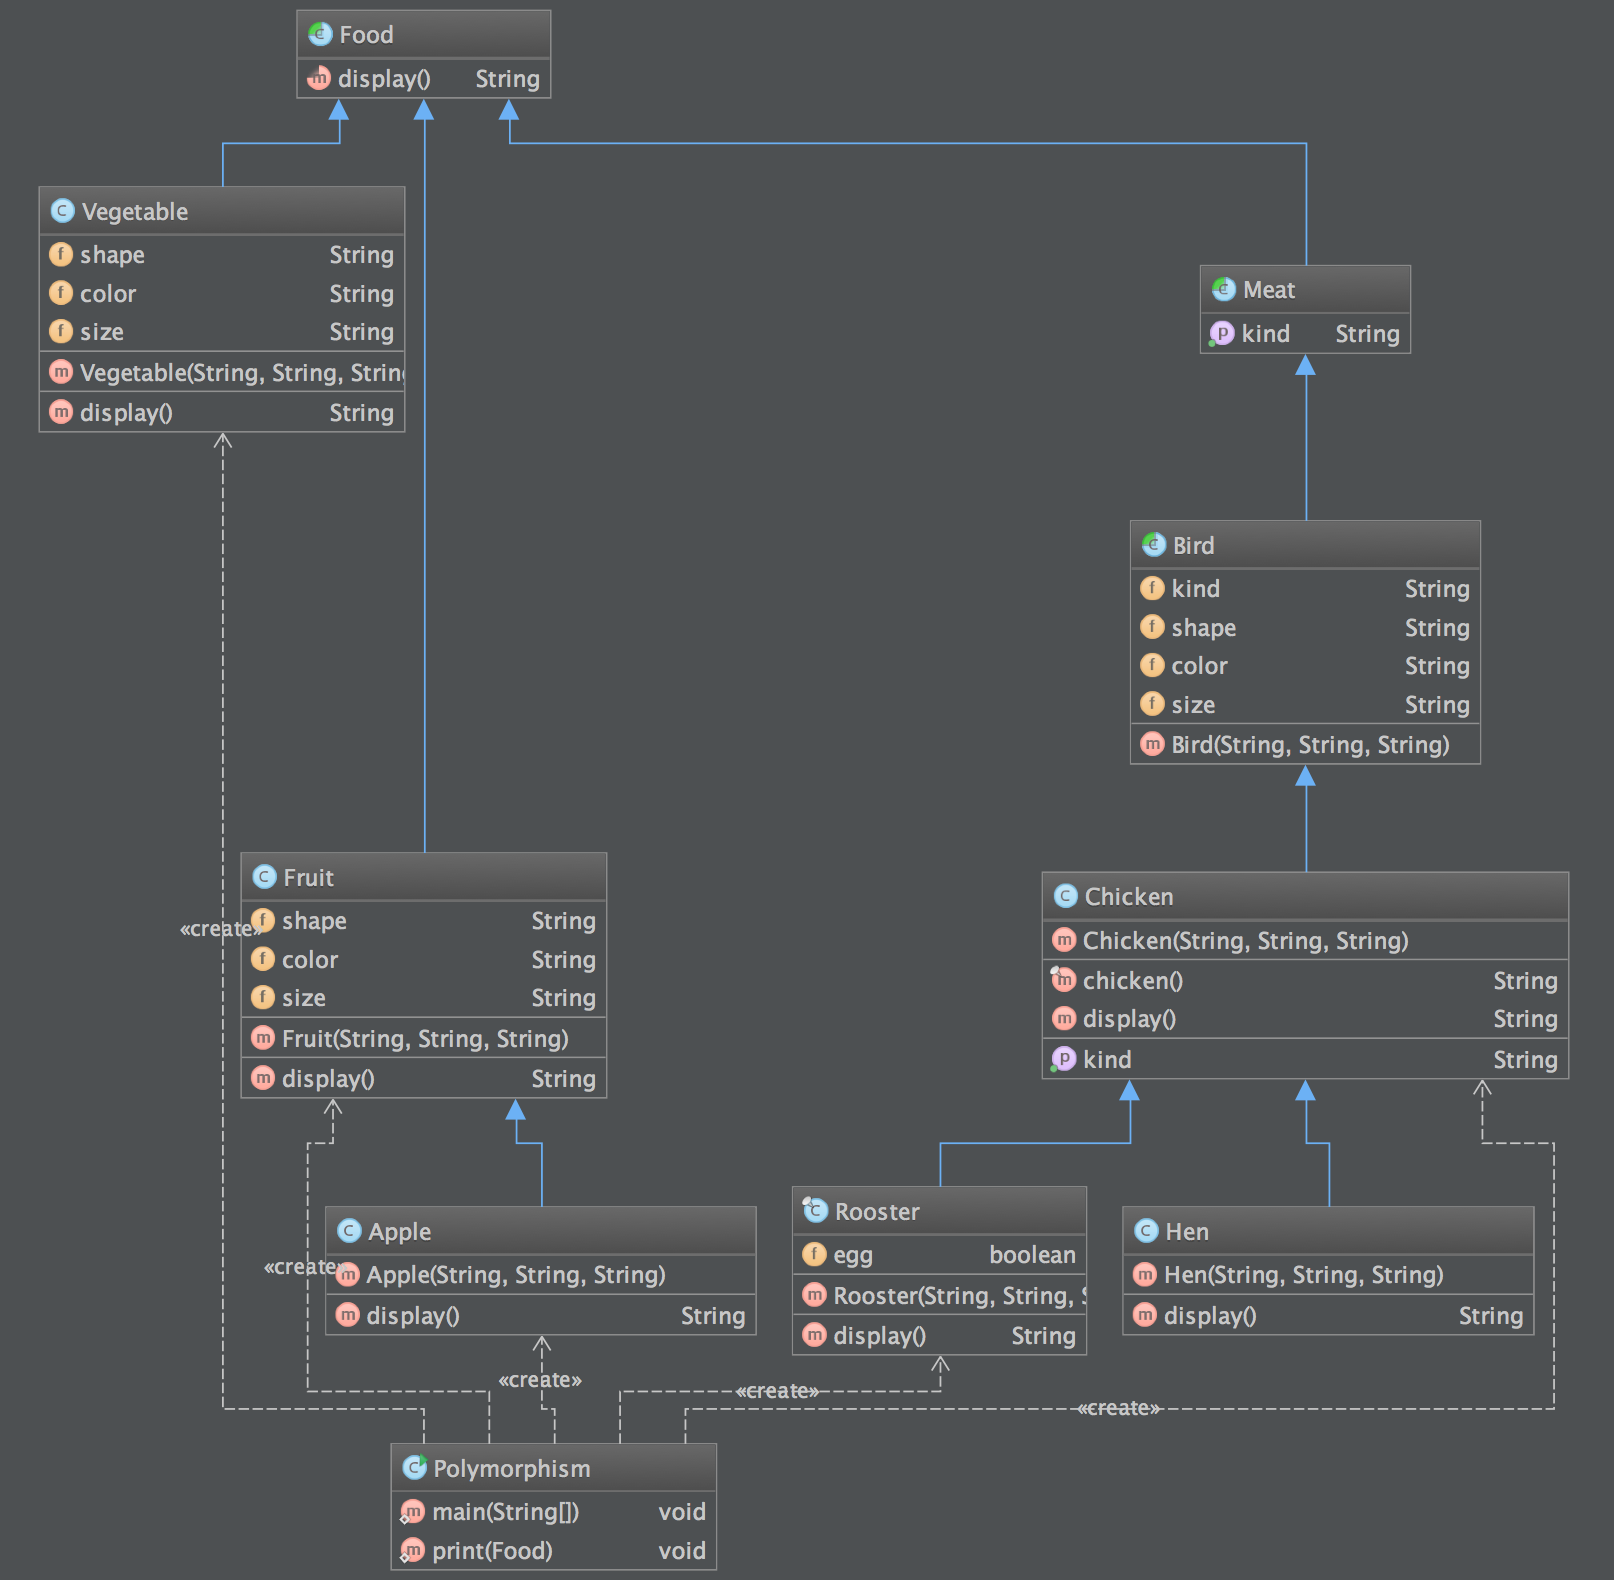 Food
display() String
Vegetable
shape String
color String
size String
Vegetable(String, String, Strin
display() String
Meat
kind String
Bird
kind String
shape String
color String
size String
Bird(String, String, String)
Fruit
shape String
color String
size String
Fruit(String, String, String)
display() String
«create»
Chicken
Chicken(String, String, String)
chicken() String
display() String
kind String
Apple
Apple(String, String, String)
display() String
«create»
Rooster
egg boolean
Rooster(String, String, S
display() String
Hen
Hen(String, String, String)
display() String
«create»
«create»
«create»
Polymorphism
main(String[]) void
print(Food) void